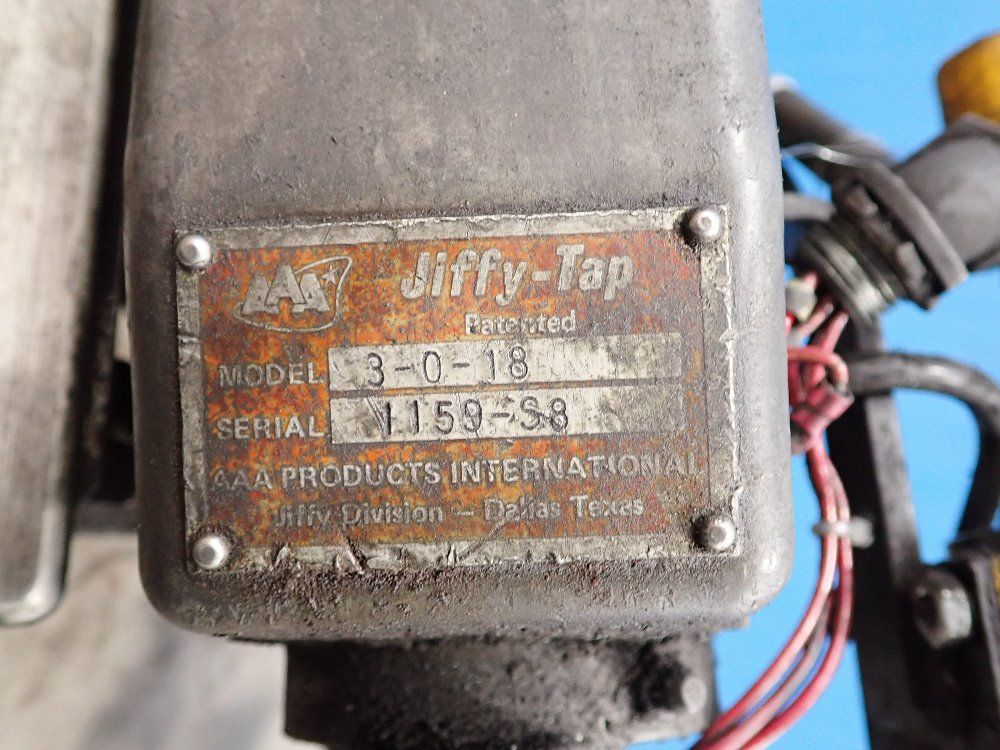 AAA Jiffy-Tap
Patented
MODEL 3-0-18
SERIAL 1159-S8
AAA PRODUCTS INTERNATIONAL
Jiffy Division - Dallas Texas